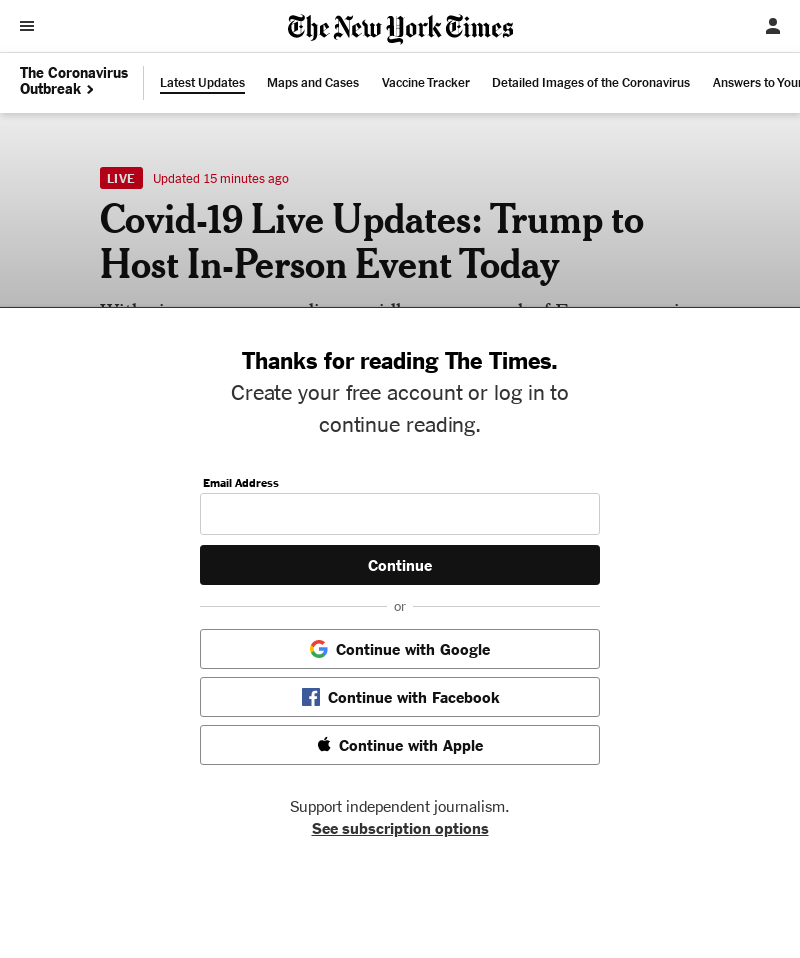 The New York Times
The Coronavirus
Outbreak
Latest Updates
Maps and Cases
Vaccine Tracker
Detailed Images of the Coronavirus
Answers to Your
LIVE
Updated 15 minutes ago
Covid-19 Live Updates: Trump to
Host In-Person Event Today
Thanks for reading The Times.
Create your free account or log in to
continue reading.
Email Address
Continue
or
Continue with Google
Continue with Facebook
Continue with Apple
Support independent journalism.
See subscription options